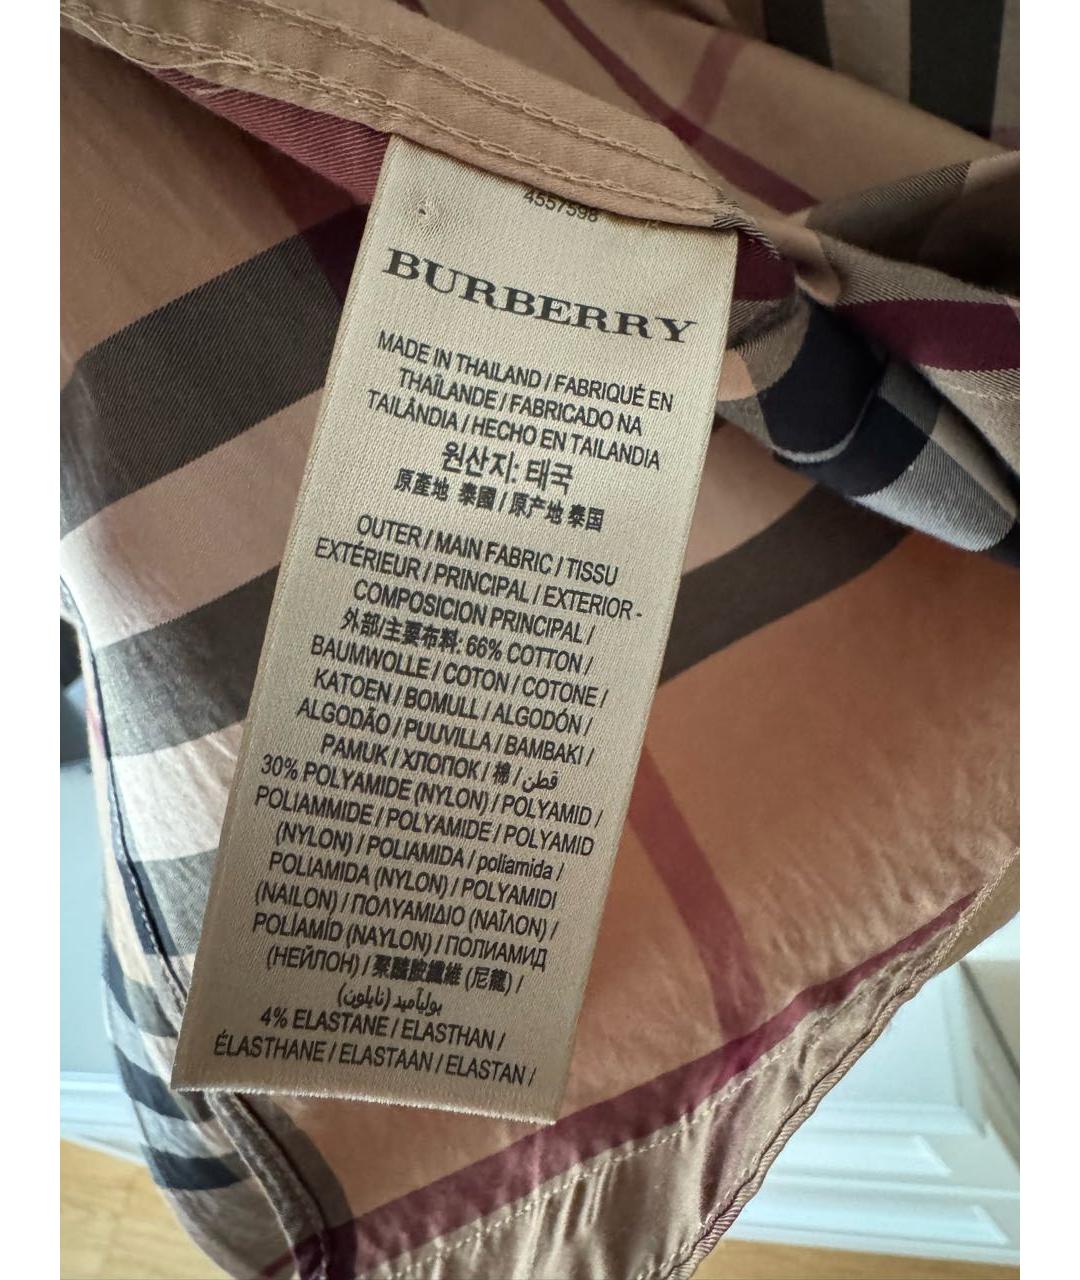 4557598
BURBERRY
MADE IN THAILAND / FABRIQUÉ EN
THAÏLANDE / FABRICADO NA
TAILÂNDIA / HECHO EN TAILANDIA
원산지: 태국
原產地 泰國 / 原产地 泰国
OUTER / MAIN FABRIC / TISSU
EXTÉRIEUR / PRINCIPAL / EXTERIOR -
COMPOSICION PRINCIPAL /
外部/主要布料: 66% COTTON /
BAUMWOLLE / COTON / COTONE /
KATOEN / BOMULL / ALGODÓN /
ALGODÃO / PUUVILLA / BAMBAKI /
PAMUK / ХЛОПОК / 棉 / قطن /
30% POLYAMIDE (NYLON) / POLYAMID /
POLIAMMIDE / POLYAMIDE / POLYAMID
(NYLON) / POLIAMIDA / poliamida /
POLIAMIDA (NYLON) / POLYAMIDI
(NAILON) / ΠΟΛΥΑΜΙΔΙΟ (ΝΑΪΛΟΝ) /
POLÍAMÍD (NAYLON) / ПОЛИАМИД
(НЕЙЛОН) / 聚醯胺纖維 (尼龍) /
بوليآميد (نايلون)
4% ELASTANE / ELASTHAN /
ÉLASTHANE / ELASTAAN / ELASTAN /